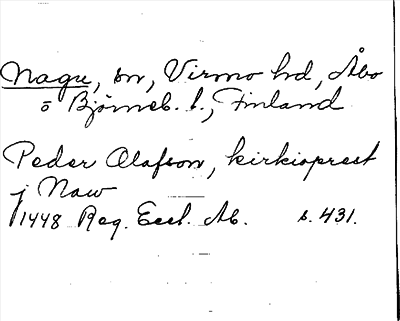 Nagu, sn, Virmo hd, Åbo
o Björneb. l., Finland
Peder Olafson, kirkioprest
j Naw
1448 Reg. Eccl. Ab. s. 431.